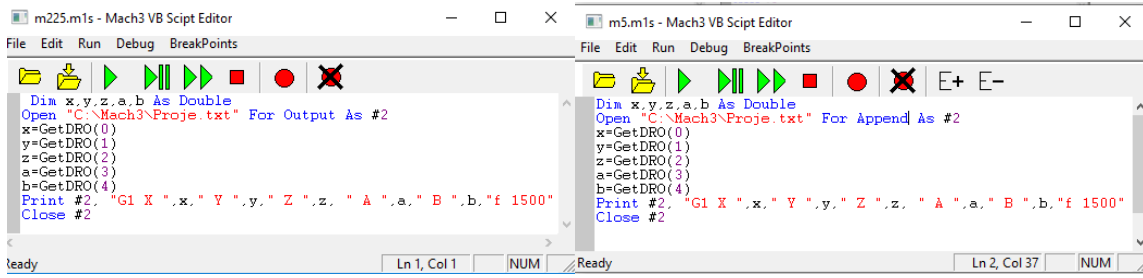 m225.m1s - Mach3 VB Scipt Editor
File Edit Run Debug BreakPoints
Dim x,y,z,a,b As Double
Open "C:\Mach3\Proje.txt" For Output As #2
x=GetDRO(0)
y=GetDRO(1)
z=GetDRO(2)
a=GetDRO(3)
b=GetDRO(4)
Print #2, "G1 X ",x," Y ",y," Z ",z, " A ",a," B ",b,"f 1500"
Close #2
Ready Ln 1, Col 1 NUM
m5.m1s - Mach3 VB Scipt Editor
File Edit Run Debug BreakPoints
E+ E-
Dim x,y,z,a,b As Double
Open "C:\Mach3\Proje.txt" For Append As #2
x=GetDRO(0)
y=GetDRO(1)
z=GetDRO(2)
a=GetDRO(3)
b=GetDRO(4)
Print #2, "G1 X ",x," Y ",y," Z ",z, " A ",a," B ",b,"f 1500"
Close #2
Ready Ln 2, Col 37 NUM